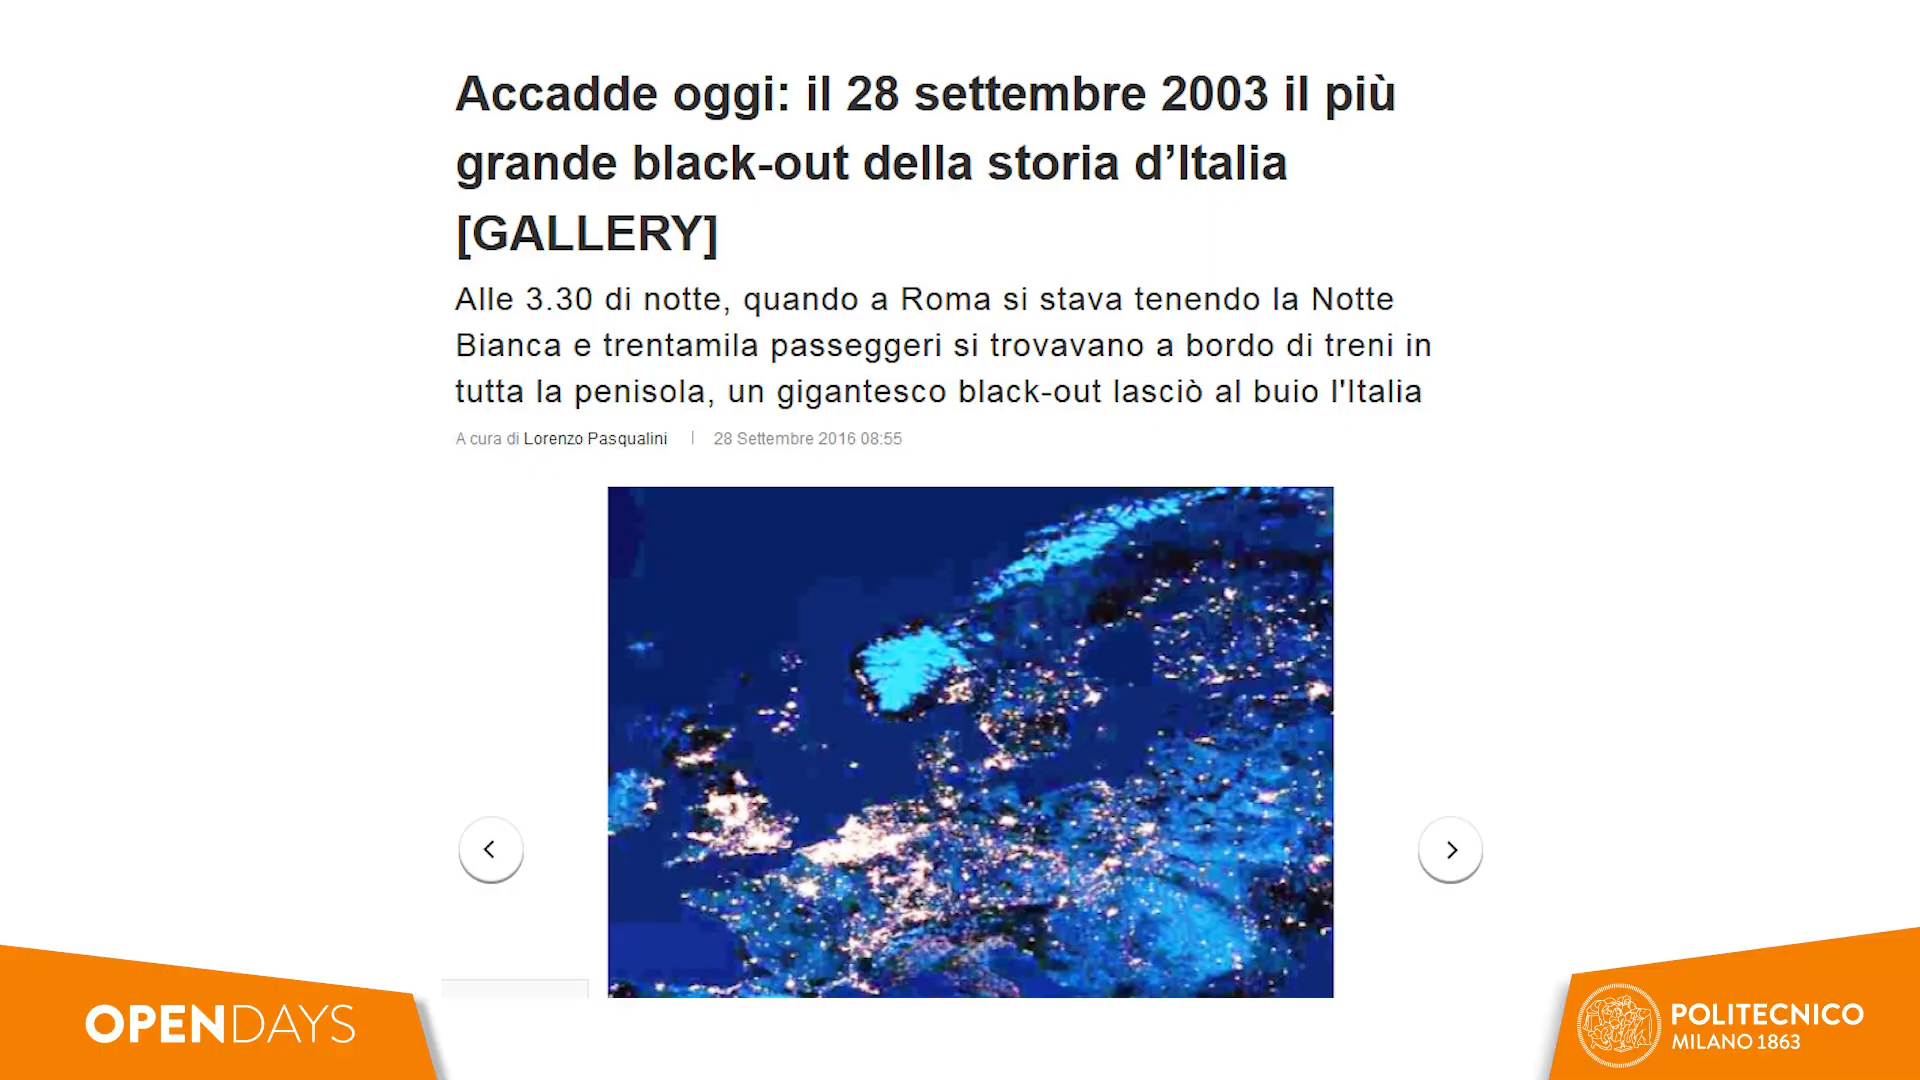 Accadde oggi: il 28 settembre 2003 il più
grande black-out della storia d’Italia
[GALLERY]
Alle 3.30 di notte, quando a Roma si stava tenendo la Notte
Bianca e trentamila passeggeri si trovavano a bordo di treni in
tutta la penisola, un gigantesco black-out lasciò al buio l'Italia
A cura di Lorenzo Pasqualini | 28 Settembre 2016 08:55
OPENDAYS
POLITECNICO
MILANO 1863